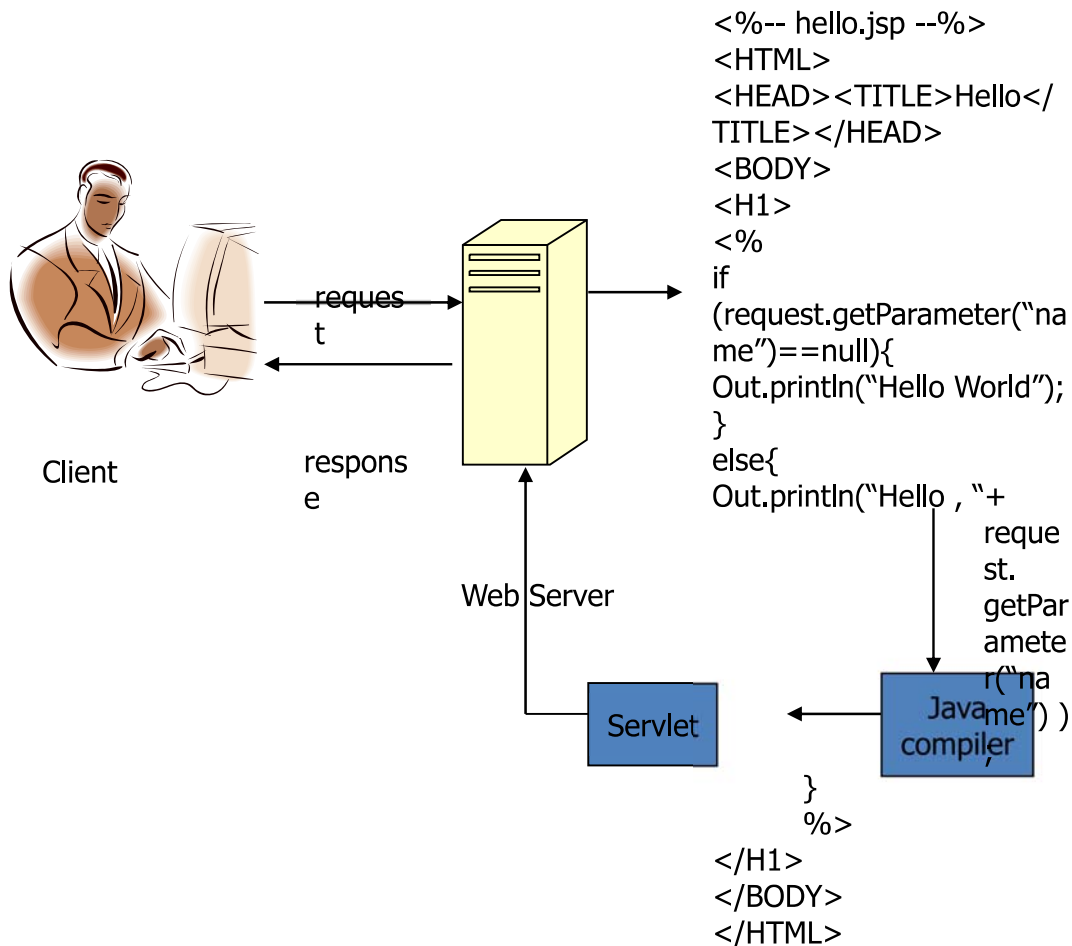 <%-- hello.jsp --%>
<HTML>
<HEAD><TITLE>Hello</
TITLE></HEAD>
<BODY>
<H1>
<%
if
(request.getParameter(“na
me”)==null){
Out.println(“Hello World”);
}
else{
Out.println(“Hello , “+
reque
st.
getPar
amete
r(“na
me”) )
;
}
%>
</H1>
</BODY>
</HTML>
reques
t
respons
e
Client
Web Server
Servlet
Java
compiler